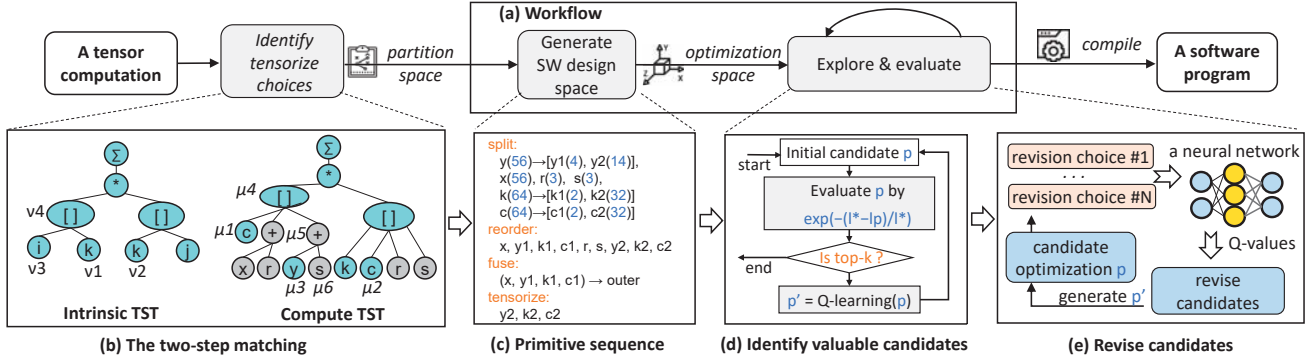 (a) Workflow
A tensor
computation
Identify
tensorize
choices
partition
space
Generate
SW design
space
Y
Z
X
optimization
space
Explore & evaluate
compile
A software
program
Σ
*
ν4
[ ]
[ ]
i
k
k
j
ν3
ν1
ν2
Intrinsic TST
Σ
*
μ4
[ ]
[ ]
μ1
c
+
μ5
+
x
r
y
s
k
c
r
s
μ3
μ6
μ2
Compute TST
(b) The two-step matching
split:
y(56)→[y1(4), y2(14)],
x(56), r(3), s(3),
k(64)→[k1(2), k2(32)]
c(64)→[c1(2), c2(32)]
reorder:
x, y1, k1, c1, r, s, y2, k2, c2
fuse:
(x, y1, k1, c1) → outer
tensorize:
y2, k2, c2
(c) Primitive sequence
start
Initial candidate p
Evaluate p by
exp(−(l*−lp)/l*)
Is top-k ?
end
p' = Q-learning(p)
(d) Identify valuable candidates
revision choice #1
. . .
revision choice #N
a neural network
Q-values
candidate
optimization p
generate p'
revise
candidates
(e) Revise candidates